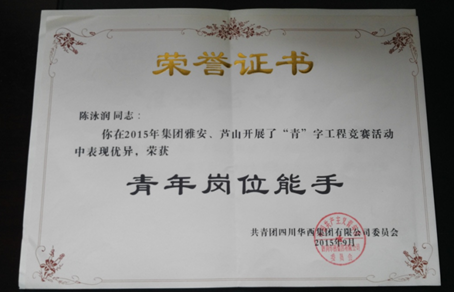 荣誉证书
陈泳润同志：
你在2015年集团雅安、芦山开展了“青”字工程竞赛活动
中表现优异，荣获
青年岗位能手
共青团四川华西集团有限公司委员会
2015年9月